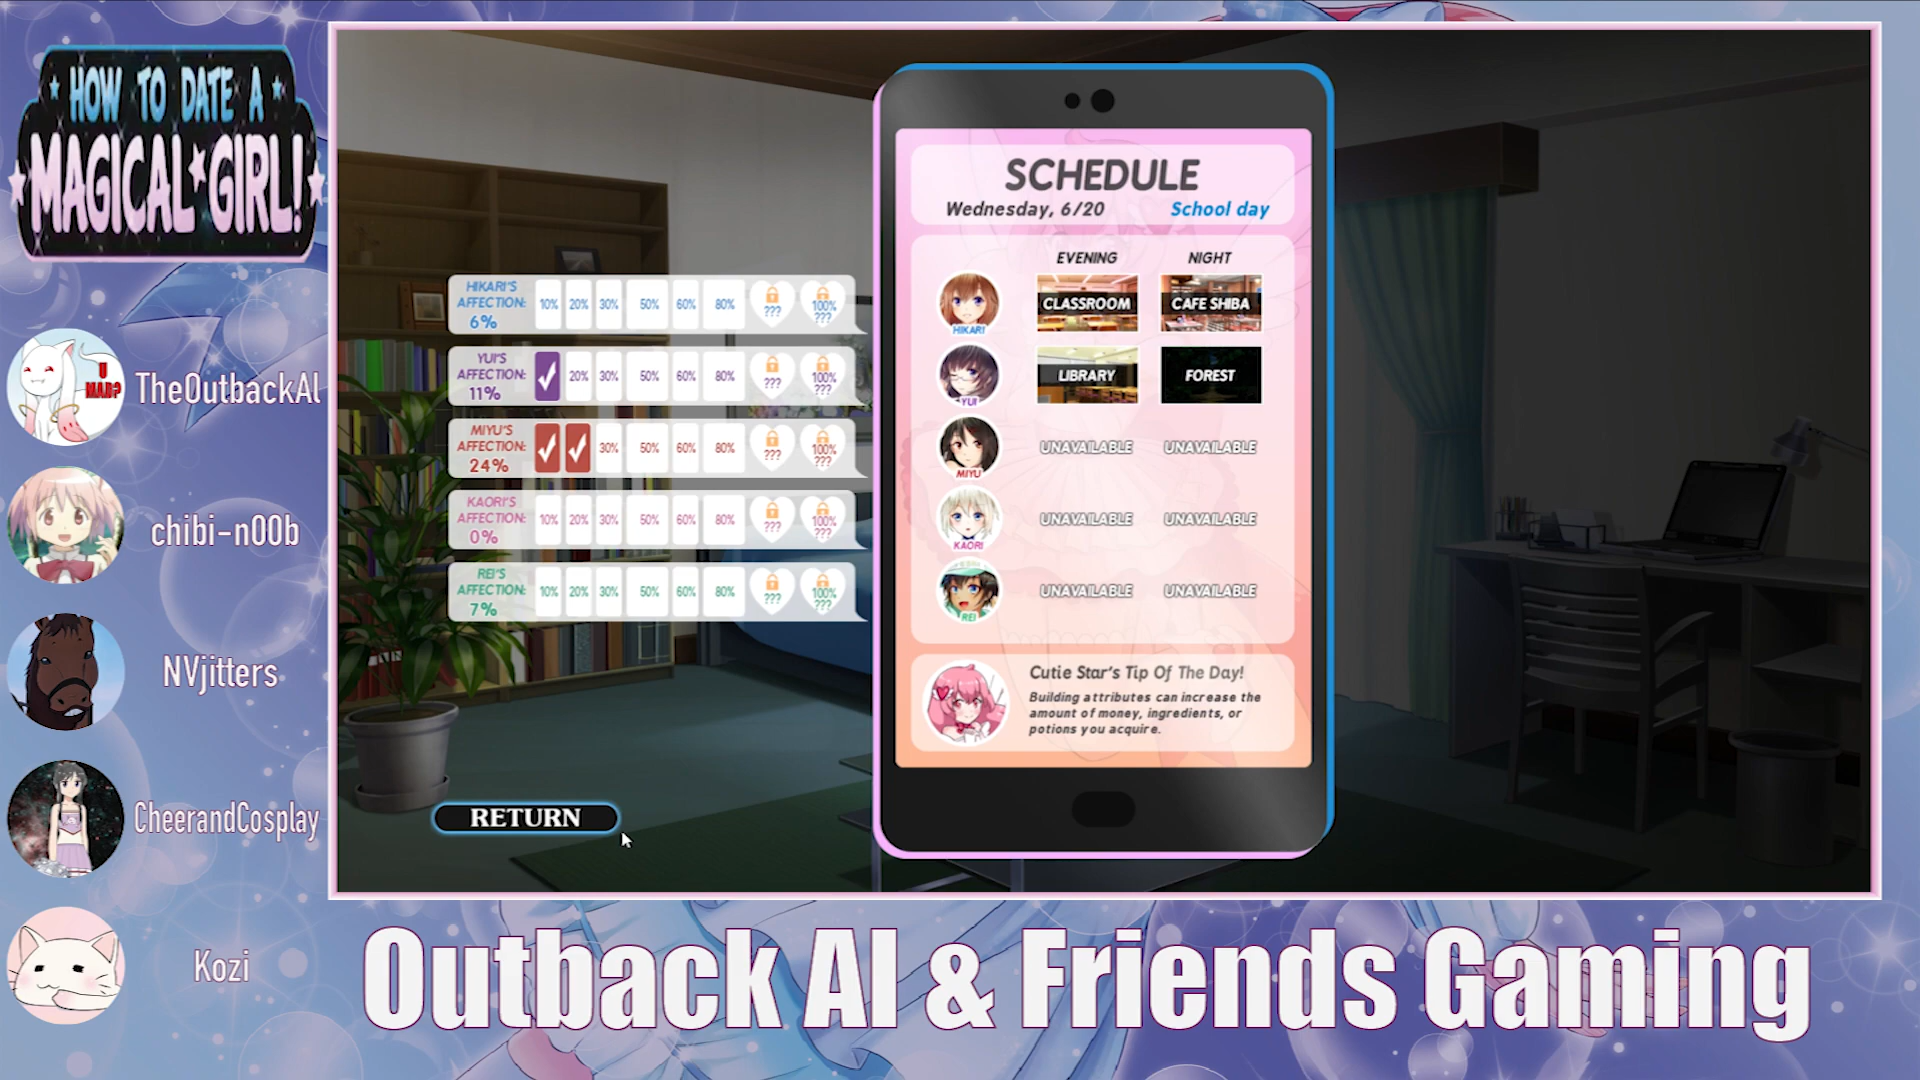 HOW TO DATE A
MAGICAL GIRL!
U
MAD?
TheOutbackAl
chibi-n00b
NVjitters
CheerandCosplay
Kozi
HIKARI'S
AFFECTION:
6%
10% 20% 30% 50% 60% 80% ??? 100%
???
YUI'S
AFFECTION:
11%
20% 30% 50% 60% 80% ??? 100%
???
MIYU'S
AFFECTION:
24%
30% 50% 60% 80% ??? 100%
???
KAORI'S
AFFECTION:
0%
10% 20% 30% 50% 60% 80% ??? 100%
???
REI'S
AFFECTION:
7%
10% 20% 30% 50% 60% 80% ??? 100%
???
RETURN
SCHEDULE
Wednesday, 6/20 School day
EVENING NIGHT
HIKARI CLASSROOM CAFE SHIBA
YUI LIBRARY FOREST
MIYU UNAVAILABLE UNAVAILABLE
KAORI UNAVAILABLE UNAVAILABLE
REI UNAVAILABLE UNAVAILABLE
Cutie Star's Tip Of The Day!
Building attributes can increase the
amount of money, ingredients, or
potions you acquire.
Outback Al & Friends Gaming